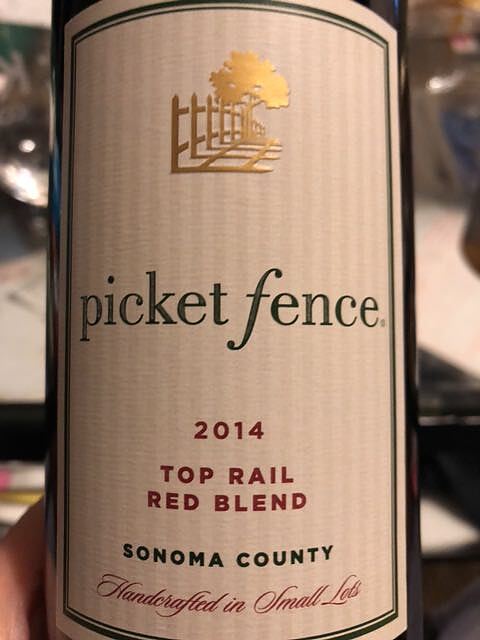 picket fence®
2014
TOP RAIL
RED BLEND
SONOMA COUNTY
Handcrafted in Small Lots